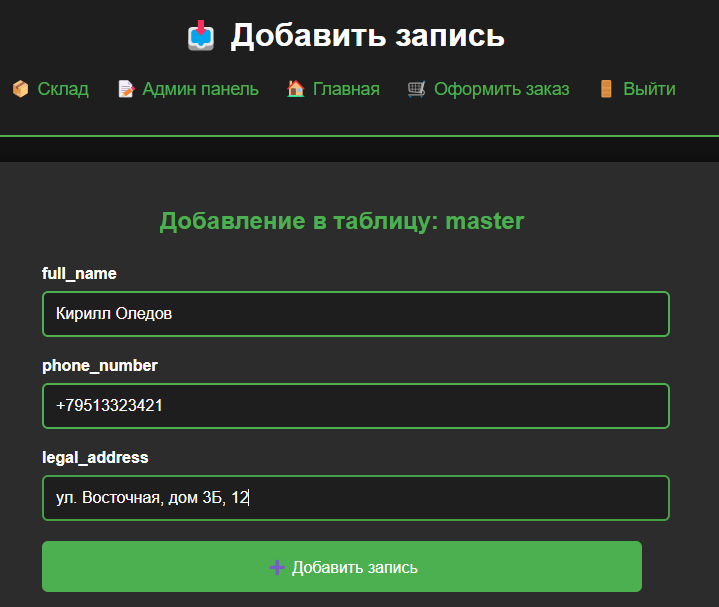 Добавить запись
Склад Админ панель Главная Оформить заказ Выйти
Добавление в таблицу: master
full_name
Кирилл Оледов
phone_number
+79513323421
legal_address
ул. Восточная, дом 3Б, 12
Добавить запись